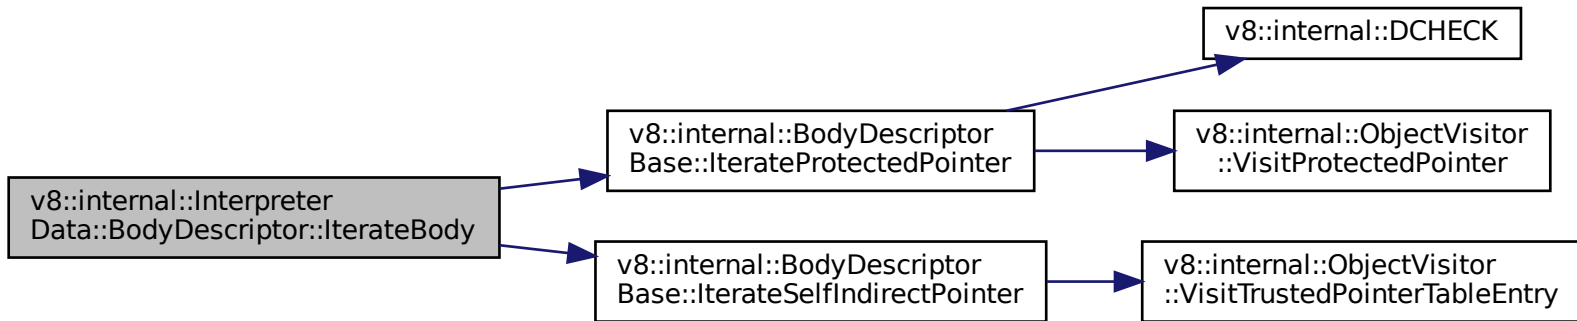 v8::internal::DCHECK
v8::internal::BodyDescriptor
Base::IterateProtectedPointer
v8::internal::ObjectVisitor
::VisitProtectedPointer
v8::internal::Interpreter
Data::BodyDescriptor::IterateBody
v8::internal::BodyDescriptor
Base::IterateSelfIndirectPointer
v8::internal::ObjectVisitor
::VisitTrustedPointerTableEntry